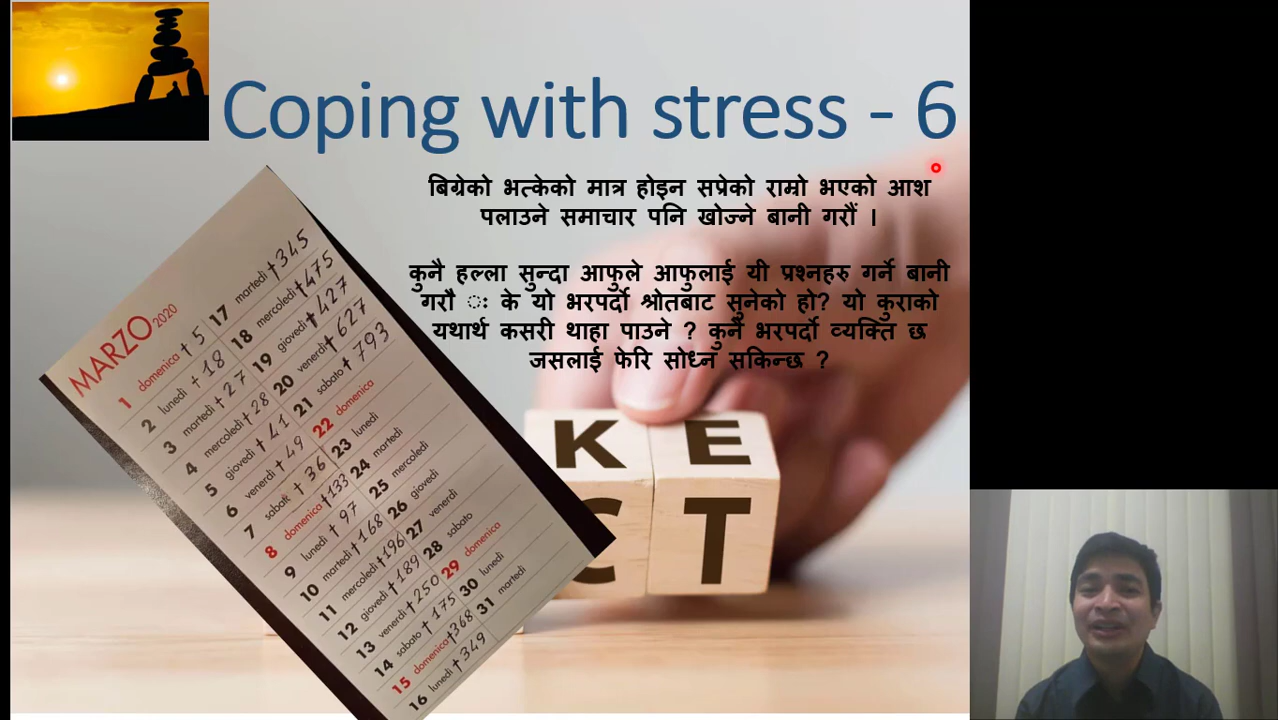 Coping with stress - 6
बिग्रेको भत्केको मात्र होइन सप्रेको राम्रो भएको आश
पलाउने समाचार पनि खोज्ने बानी गरौं ।
कुनै हल्ला सुन्दा आफुले आफुलाई यी प्रश्नहरु गर्ने बानी
गरौ ः के यो भरपर्दो श्रोतबाट सुनेको हो? यो कुराको
यथार्थ कसरी थाहा पाउने ? कुनै भरपर्दो व्यक्ति छ
जसलाई फेरि सोध्न सकिन्छ ?
MARZO 2020
1 domenica +5
2 lunedì +18
3 martedì +27
4 mercoledì +28
5 giovedì +41
6 venerdì +49
7 sabato +36
8 domenica +133
9 lunedì +97
10 martedì +168
11 mercoledì +196
12 giovedì +189
13 venerdì +250
14 sabato +175
15 domenica +368
16 lunedì +349
17 martedì +345
18 mercoledì +475
19 giovedì +427
20 venerdì +627
21 sabato +793
22 domenica
23 lunedì
24 martedì
25 mercoledì
26 giovedì
27 venerdì
28 sabato
29 domenica
30 lunedì
31 martedì
K E
C T